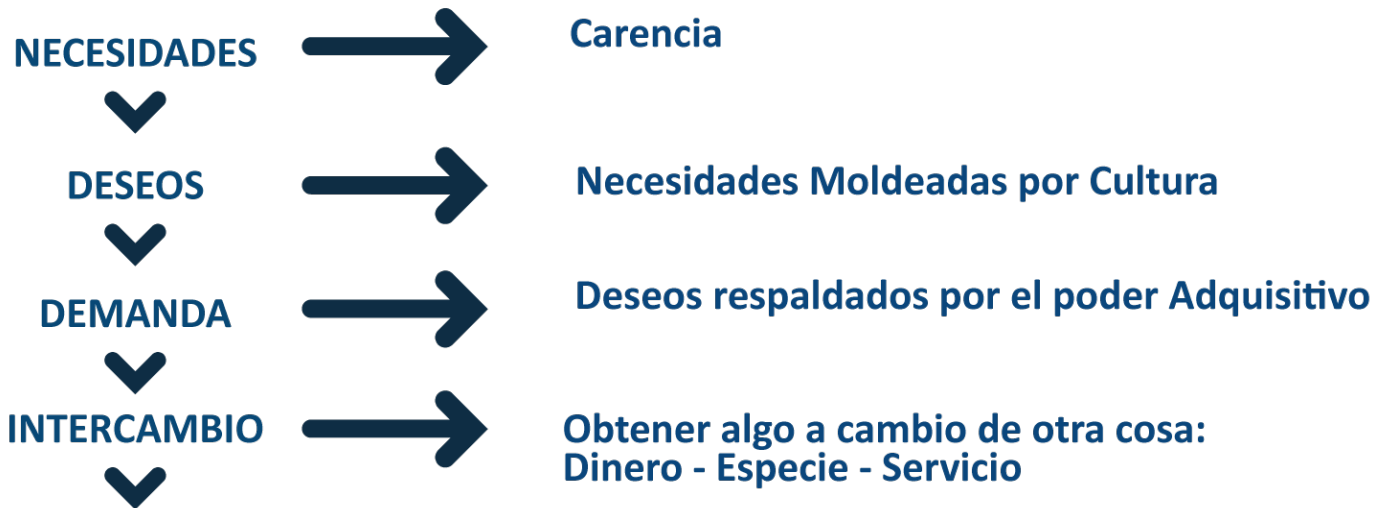 NECESIDADES
Carencia
DESEOS
Necesidades Moldeadas por Cultura
DEMANDA
Deseos respaldados por el poder Adquisitivo
INTERCAMBIO
Obtener algo a cambio de otra cosa:
Dinero - Especie - Servicio